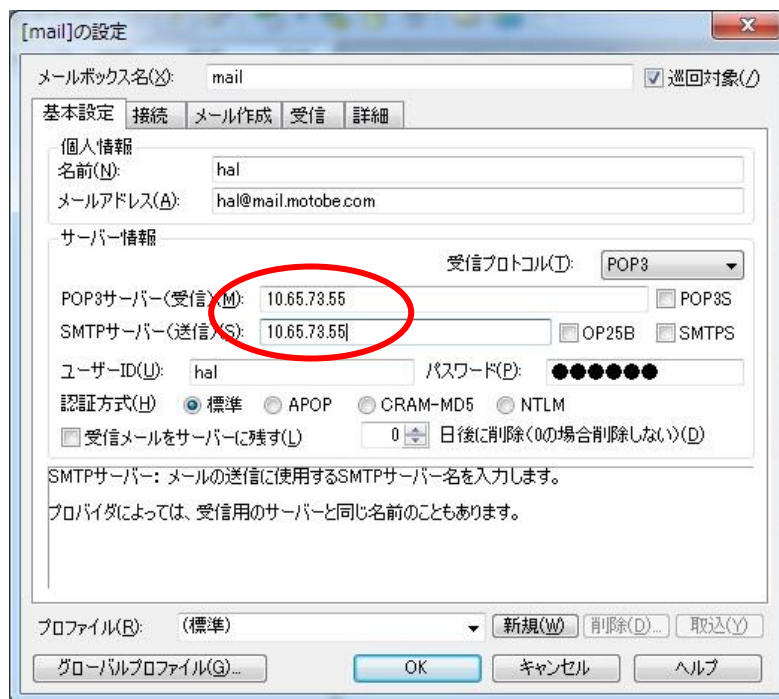 [mail]の設定
メールボックス名(X): mail 巡回対象(/)
基本設定 接続 メール作成 受信 詳細
個人情報
名前(N): hal
メールアドレス(A): hal@mail.motobe.com
サーバー情報
受信プロトコル(T): POP3
POP3サーバー(受信)(M): 10.65.73.55 POP3S
SMTPサーバー(送信)(S): 10.65.73.55 OP25B SMTPS
ユーザーID(U): hal パスワード(P): ●●●●●●
認証方式(H) 標準 APOP CRAM-MD5 NTLM
受信メールをサーバーに残す(L) 0 日後に削除(0の場合削除しない)(D)
SMTPサーバー: メールの送信に使用するSMTPサーバー名を入力します。
プロバイダによっては、受信用のサーバーと同じ名前のこともあります。
プロファイル(R): (標準) 新規(W) 削除(D)... 取込(Y)
グローバルプロファイル(G)... OK キャンセル ヘルプ